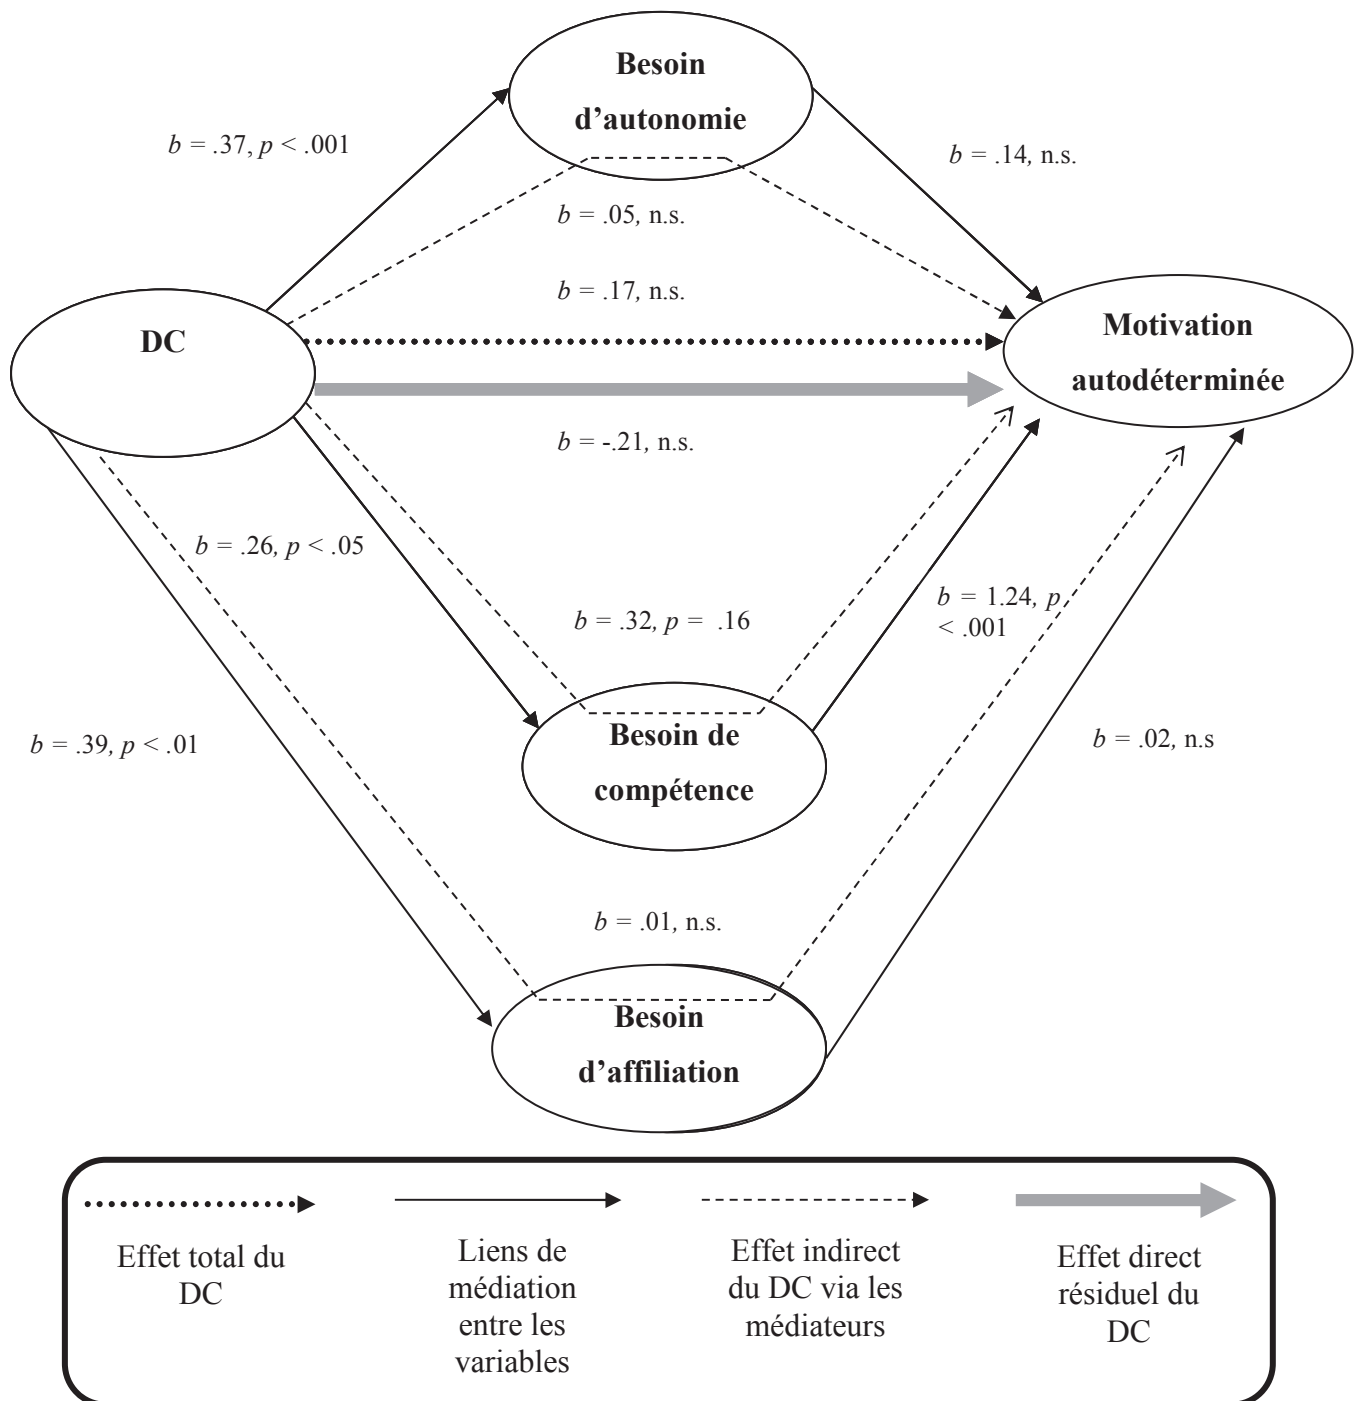 Besoin
d’autonomie
b = .37, p < .001
b = .14, n.s.
b = .05, n.s.
b = .17, n.s.
DC
Motivation
autodéterminée
b = -.21, n.s.
b = .26, p < .05
b = .32, p = .16
b = 1.24, p
< .001
Besoin de
compétence
b = .39, p < .01
b = .02, n.s
b = .01, n.s.
Besoin
d’affiliation
Effet total du
DC
Liens de
médiation
entre les
variables
Effet indirect
du DC via les
médiateurs
Effet direct
résiduel du
DC